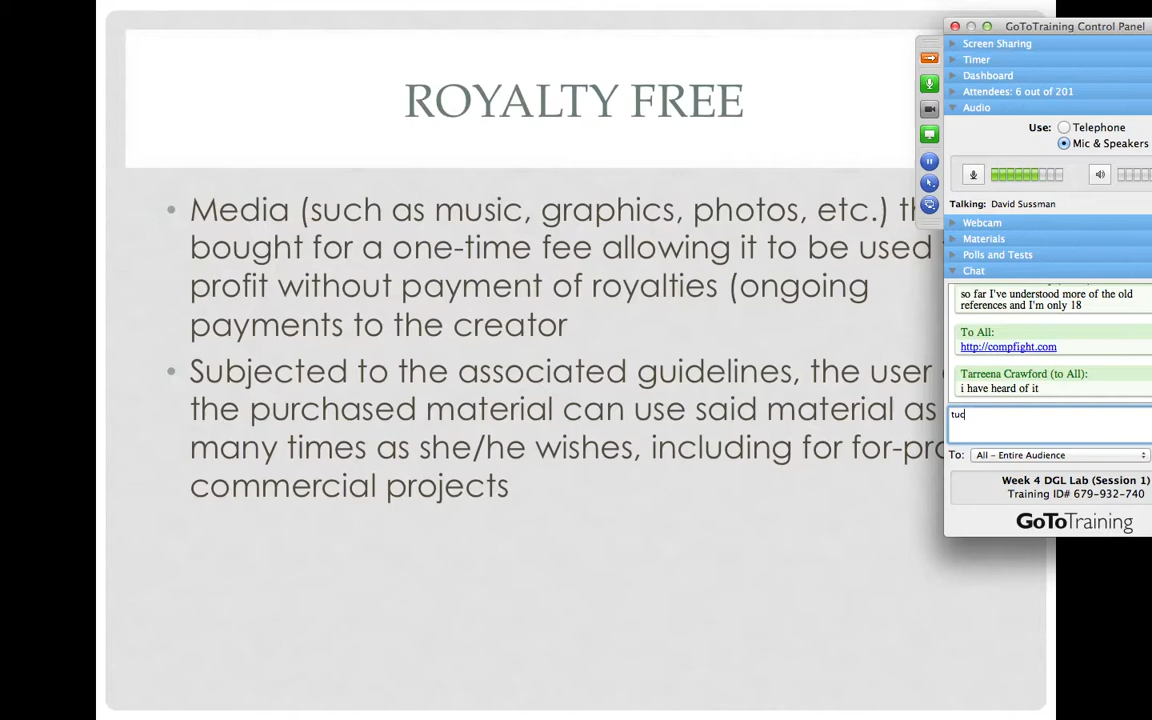 ROYALTY FREE
• Media (such as music, graphics, photos, etc.)
bought for a one-time fee allowing it to be used
profit without payment of royalties (ongoing
payments to the creator
• Subjected to the associated guidelines, the user
the purchased material can use said material as
many times as she/he wishes, including for for-pro
commercial projects
GoToTraining Control Panel
Screen Sharing
Timer
Dashboard
Attendees: 6 out of 201
Audio
Use: Telephone
Mic & Speakers
Talking: David Sussman
Webcam
Materials
Polls and Tests
Chat
so far I've understood more of the old
references and I'm only 18
To All:
http://compfight.com
Tarreena Crawford (to All):
i have heard of it
tuc
To: All – Entire Audience
Week 4 DGL Lab (Session 1)
Training ID# 679-932-740
GoToTraining